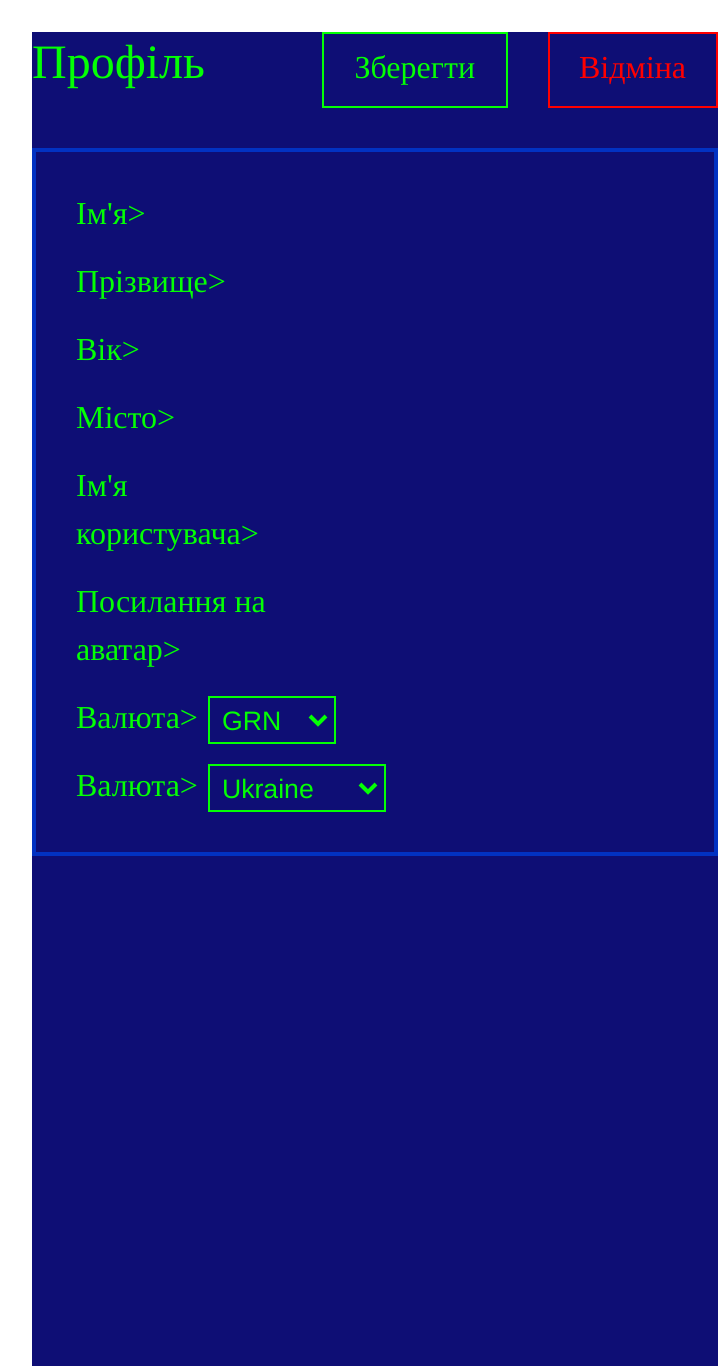 Профіль Зберегти Відміна
Ім'я>
Прізвище>
Вік>
Місто>
Ім'я
користувача>
Посилання на
аватар>
Валюта> GRN
Валюта> Ukraine